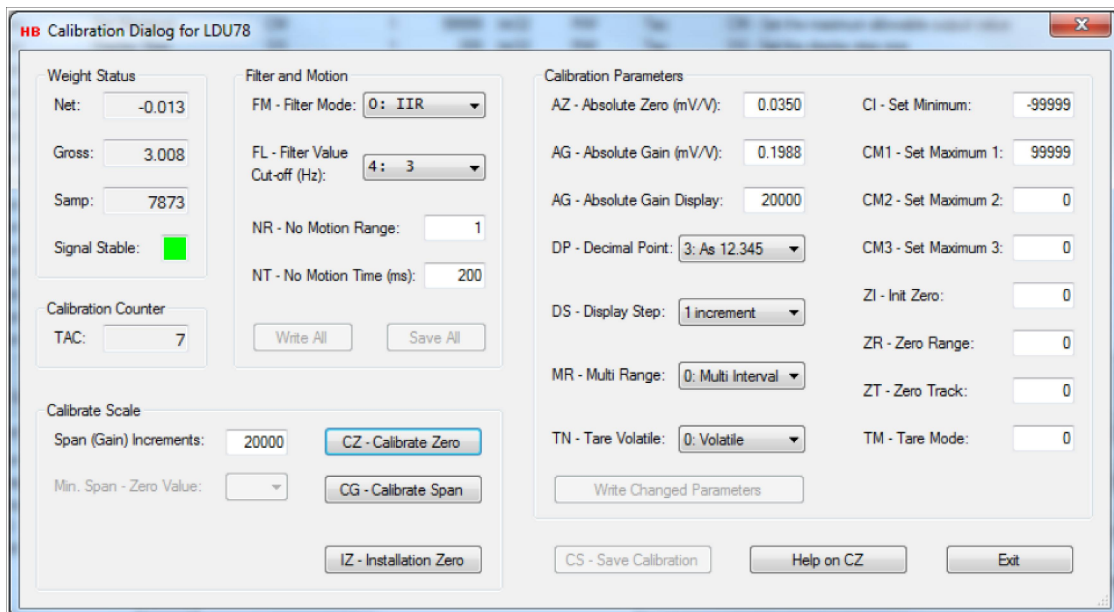 HB Calibration Dialog for LDU78
Weight Status
Net: -0.013
Gross: 3.008
Samp: 7873
Signal Stable:
Calibration Counter
TAC: 7
Filter and Motion
FM - Filter Mode: 0: IIR
FL - Filter Value
Cut-off (Hz): 4: 3
NR - No Motion Range: 1
NT - No Motion Time (ms): 200
Write All Save All
Calibrate Scale
Span (Gain) Increments: 20000 CZ - Calibrate Zero
Min. Span - Zero Value: CG - Calibrate Span
IZ - Installation Zero
Calibration Parameters
AZ - Absolute Zero (mV/V): 0.0350
AG - Absolute Gain (mV/V): 0.1988
AG - Absolute Gain Display: 20000
DP - Decimal Point: 3: As 12.345
DS - Display Step: 1 increment
MR - Multi Range: 0: Multi Interval
TN - Tare Volatile: 0: Volatile
Write Changed Parameters
CI - Set Minimum: -99999
CM1 - Set Maximum 1: 99999
CM2 - Set Maximum 2: 0
CM3 - Set Maximum 3: 0
ZI - Init Zero: 0
ZR - Zero Range: 0
ZT - Zero Track: 0
TM - Tare Mode: 0
CS - Save Calibration Help on CZ Exit